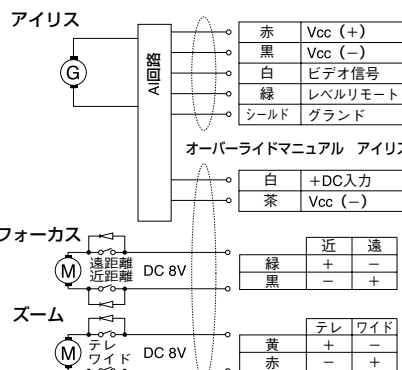 アイリス
G
AI回路
赤 Vcc（+）
黒 Vcc（−）
白 ビデオ信号
緑 レベルリモート
シールド グランド
オーバーライドマニュアル アイリス
白 +DC入力
茶 Vcc（−）
フォーカス
M
遠距離
近距離
DC 8V
近 遠
緑 + −
黒 − +
ズーム
M
テレ
ワイド
DC 8V
テレ ワイド
黄 + −
赤 − +